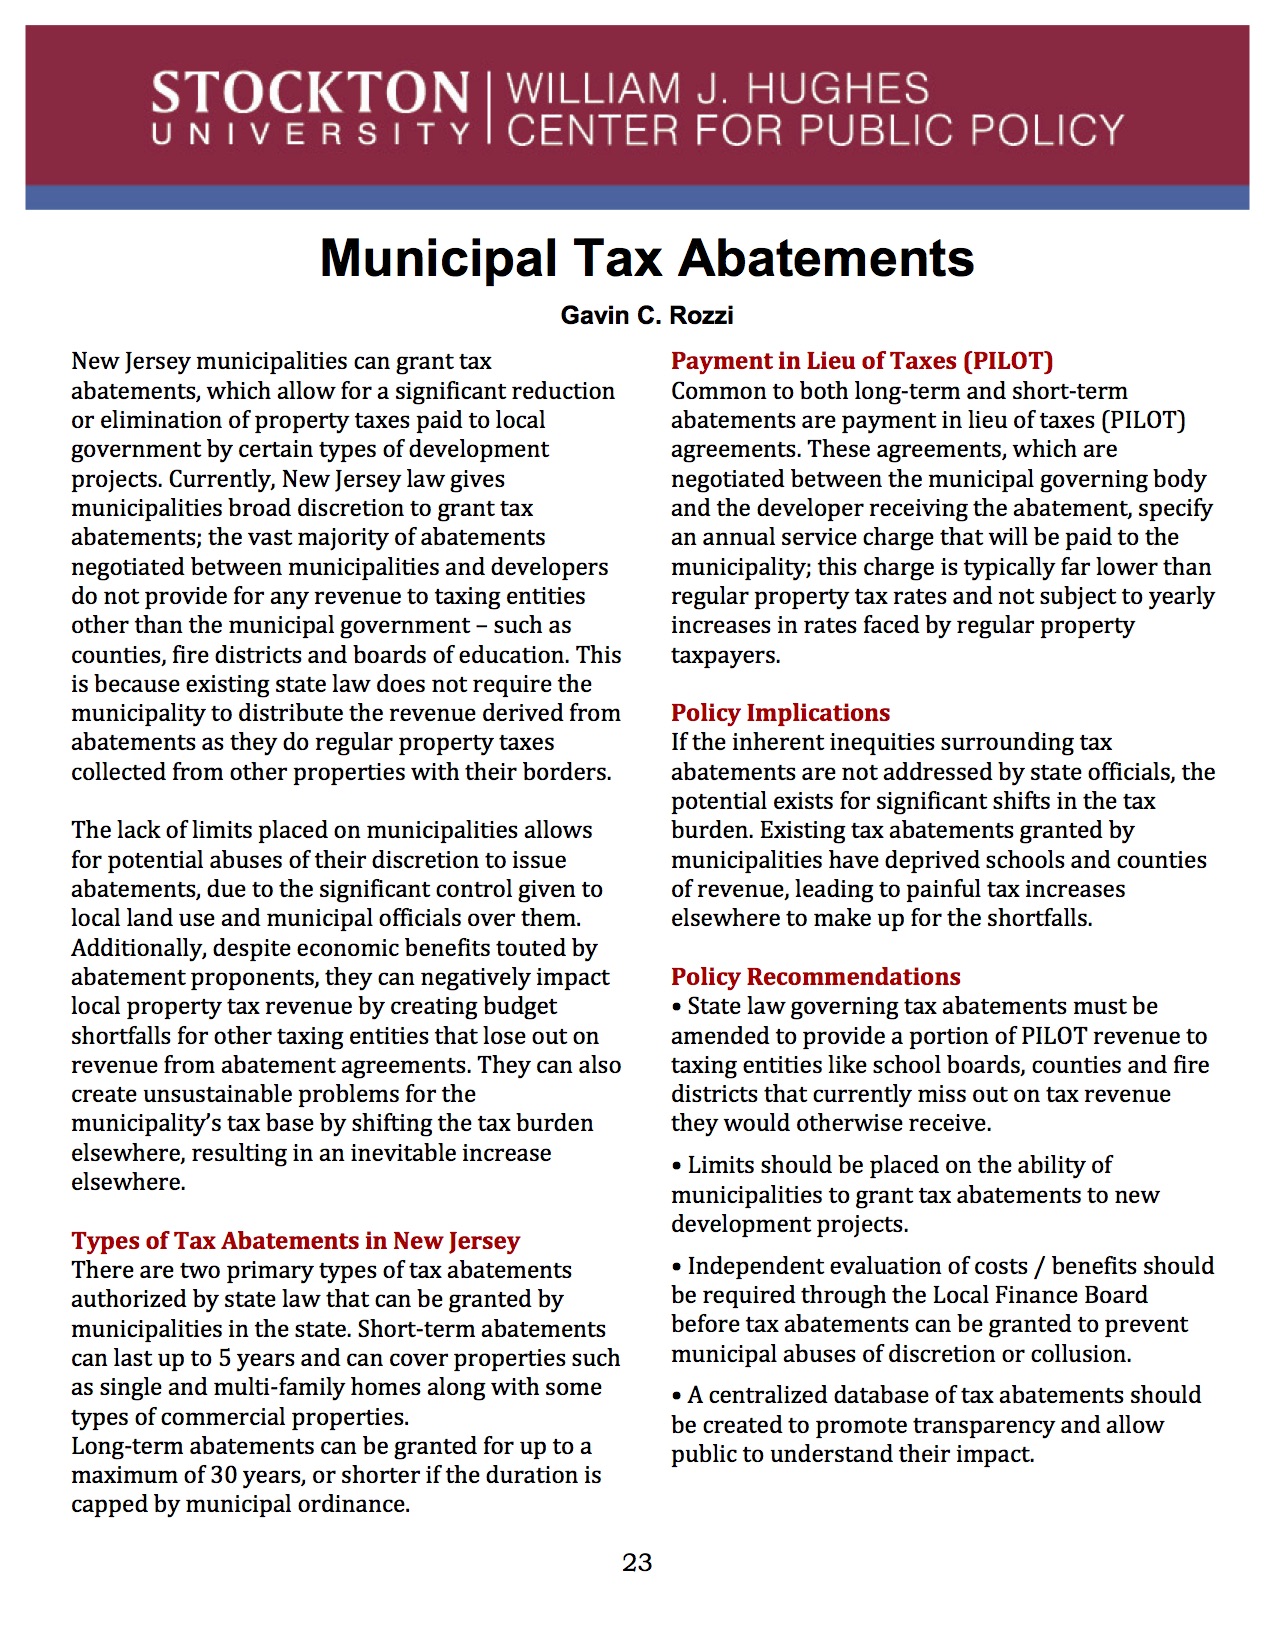 STOCKTON
UNIVERSITY
WILLIAM J. HUGHES
CENTER FOR PUBLIC POLICY
Municipal Tax Abatements
Gavin C. Rozzi
New Jersey municipalities can grant tax
abatements, which allow for a significant reduction
or elimination of property taxes paid to local
government by certain types of development
projects. Currently, New Jersey law gives
municipalities broad discretion to grant tax
abatements; the vast majority of abatements
negotiated between municipalities and developers
do not provide for any revenue to taxing entities
other than the municipal government – such as
counties, fire districts and boards of education. This
is because existing state law does not require the
municipality to distribute the revenue derived from
abatements as they do regular property taxes
collected from other properties with their borders.
The lack of limits placed on municipalities allows
for potential abuses of their discretion to issue
abatements, due to the significant control given to
local land use and municipal officials over them.
Additionally, despite economic benefits touted by
abatement proponents, they can negatively impact
local property tax revenue by creating budget
shortfalls for other taxing entities that lose out on
revenue from abatement agreements. They can also
create unsustainable problems for the
municipality’s tax base by shifting the tax burden
elsewhere, resulting in an inevitable increase
elsewhere.
Types of Tax Abatements in New Jersey
There are two primary types of tax abatements
authorized by state law that can be granted by
municipalities in the state. Short-term abatements
can last up to 5 years and can cover properties such
as single and multi-family homes along with some
types of commercial properties.
Long-term abatements can be granted for up to a
maximum of 30 years, or shorter if the duration is
capped by municipal ordinance.
Payment in Lieu of Taxes (PILOT)
Common to both long-term and short-term
abatements are payment in lieu of taxes (PILOT)
agreements. These agreements, which are
negotiated between the municipal governing body
and the developer receiving the abatement, specify
an annual service charge that will be paid to the
municipality; this charge is typically far lower than
regular property tax rates and not subject to yearly
increases in rates faced by regular property
taxpayers.
Policy Implications
If the inherent inequities surrounding tax
abatements are not addressed by state officials, the
potential exists for significant shifts in the tax
burden. Existing tax abatements granted by
municipalities have deprived schools and counties
of revenue, leading to painful tax increases
elsewhere to make up for the shortfalls.
Policy Recommendations
• State law governing tax abatements must be
amended to provide a portion of PILOT revenue to
taxing entities like school boards, counties and fire
districts that currently miss out on tax revenue
they would otherwise receive.
• Limits should be placed on the ability of
municipalities to grant tax abatements to new
development projects.
• Independent evaluation of costs / benefits should
be required through the Local Finance Board
before tax abatements can be granted to prevent
municipal abuses of discretion or collusion.
• A centralized database of tax abatements should
be created to promote transparency and allow
public to understand their impact.
23